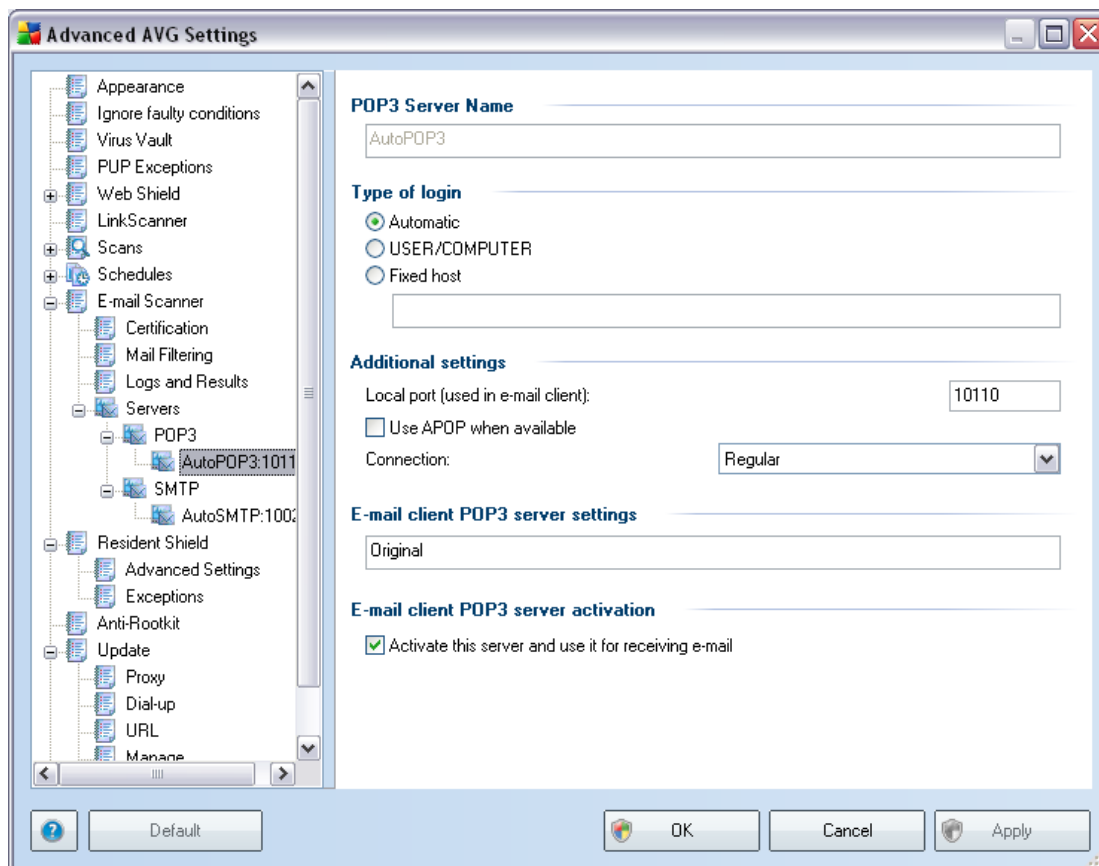 Advanced AVG Settings
Appearance
Ignore faulty conditions
Virus Vault
PUP Exceptions
Web Shield
LinkScanner
Scans
Schedules
E-mail Scanner
Certification
Mail Filtering
Logs and Results
Servers
POP3
AutoPOP3:1011
SMTP
AutoSMTP:1002
Resident Shield
Advanced Settings
Exceptions
Anti-Rootkit
Update
Proxy
Dial-up
URL
Manage
POP3 Server Name
AutoPOP3
Type of login
Automatic
USER/COMPUTER
Fixed host
Additional settings
Local port (used in e-mail client): 10110
Use APOP when available
Connection: Regular
E-mail client POP3 server settings
Original
E-mail client POP3 server activation
Activate this server and use it for receiving e-mail
? Default OK Cancel Apply